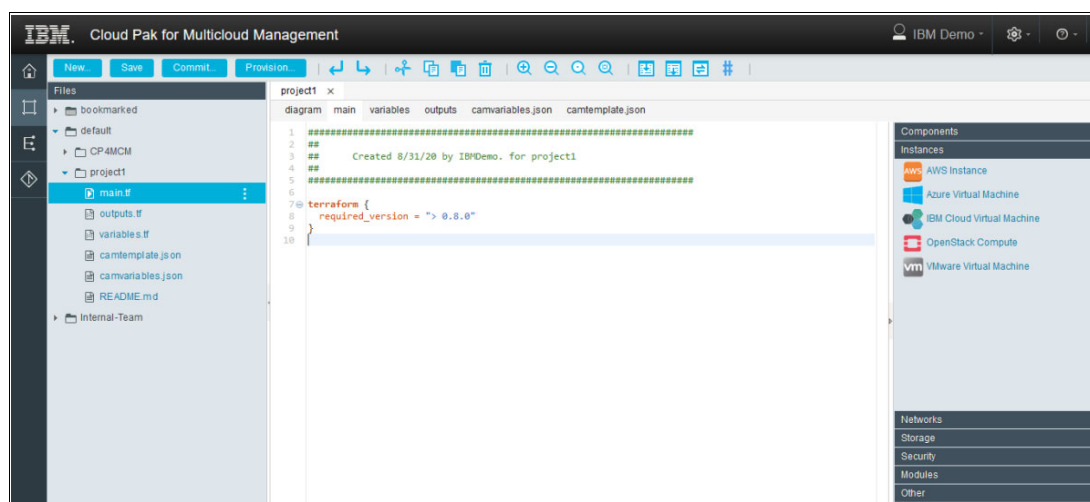 IBM. Cloud Pak for Multicloud Management
IBM Demo
New... Save Commit... Provision...
Files
bookmarked
default
CP4MCM
project1
main.tf
outputs.tf
variables.tf
camtemplate.json
camvariables.json
README.md
Internal-Team
project1 ×
diagram main variables outputs camvariables.json camtemplate.json
1 #####################################################################
2 ##
3 ## Created 8/31/20 by IBMDemo. for project1
4 ##
5 #####################################################################
6
7 terraform {
8 required_version = "> 0.8.0"
9 }
10
Components
Instances
AWS AWS Instance
Azure Virtual Machine
IBM Cloud Virtual Machine
OpenStack Compute
vm VMware Virtual Machine
Networks
Storage
Security
Modules
Other